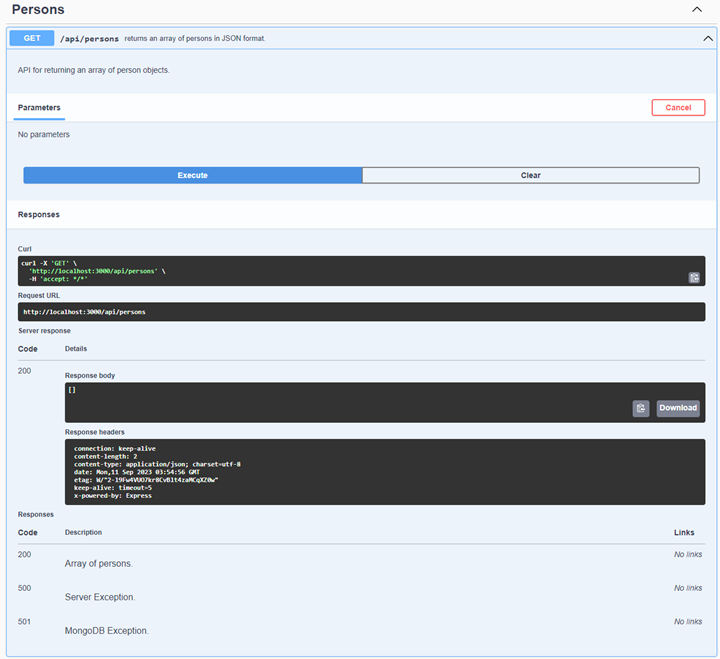 Persons
GET /api/persons returns an array of persons in JSON format.
API for returning an array of person objects.
Parameters Cancel
No parameters
Execute Clear
Responses
Curl
curl -X 'GET' \
'http://localhost:3000/api/persons' \
-H 'accept: */*'
Request URL
http://localhost:3000/api/persons
Server response
Code Details
200
Response body
[]
Download
Response headers
connection: keep-alive
content-length: 2
content-type: application/json; charset=utf-8
date: Mon,11 Sep 2023 03:54:56 GMT
etag: W/"2-l9Fw4VUO7kr8CvBlt4zaMCqXZ0w"
keep-alive: timeout=5
x-powered-by: Express
Responses
Code Description Links
200 Array of persons. No links
500 Server Exception. No links
501 MongoDB Exception. No links